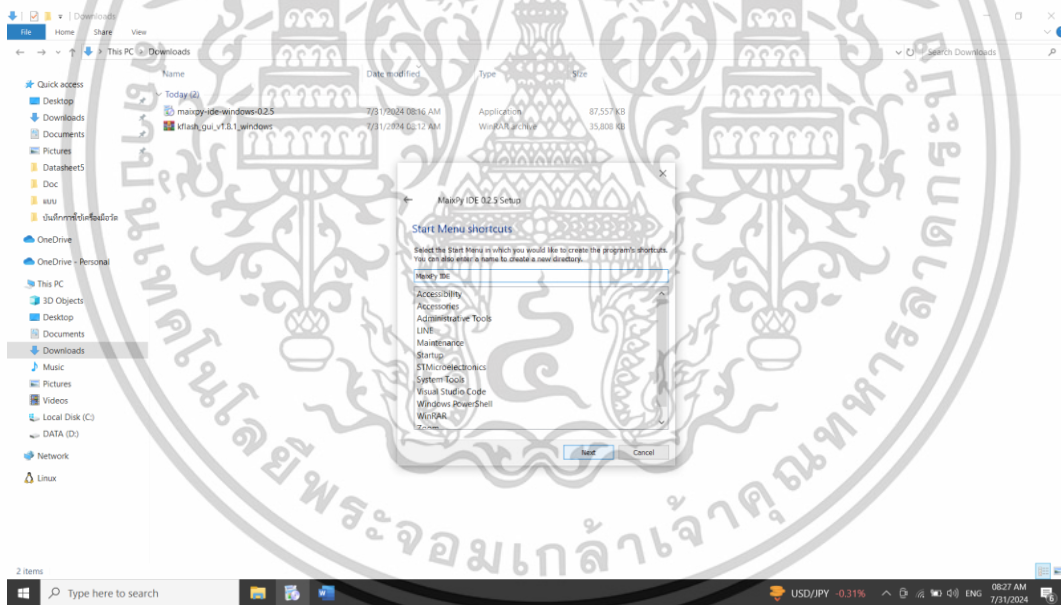 Downloads
File Home Share View
This PC > Downloads
Search Downloads
Name Date modified Type Size
Quick access
Today (2)
Desktop
maixpy-ide-windows-0.2.5 7/31/2024 08:16 AM Application 87,557 KB
Downloads
kflash_gui_v1.8.1_windows 7/31/2024 08:12 AM WinRAR archive 35,808 KB
Documents
Pictures
Datasheet5
Doc
แบบ
บันทึกการใช้เครื่องมือวัด
OneDrive
OneDrive - Personal
This PC
3D Objects
Desktop
Documents
Downloads
Music
Pictures
Videos
Local Disk (C:)
DATA (D:)
Network
Linux
MaixPy IDE 0.2.5 Setup
Start Menu shortcuts
Select the Start Menu in which you would like to create the program's shortcuts.
You can also enter a name to create a new directory.
MaixPy IDE
Accessibility
Accessories
Administrative Tools
LINE
Maintenance
Startup
STMicroelectronics
System Tools
Visual Studio Code
Windows PowerShell
WinRAR
Zoom
Next Cancel
2 items
Type here to search
USD/JPY -0.31% ENG 08:27 AM
7/31/2024
6